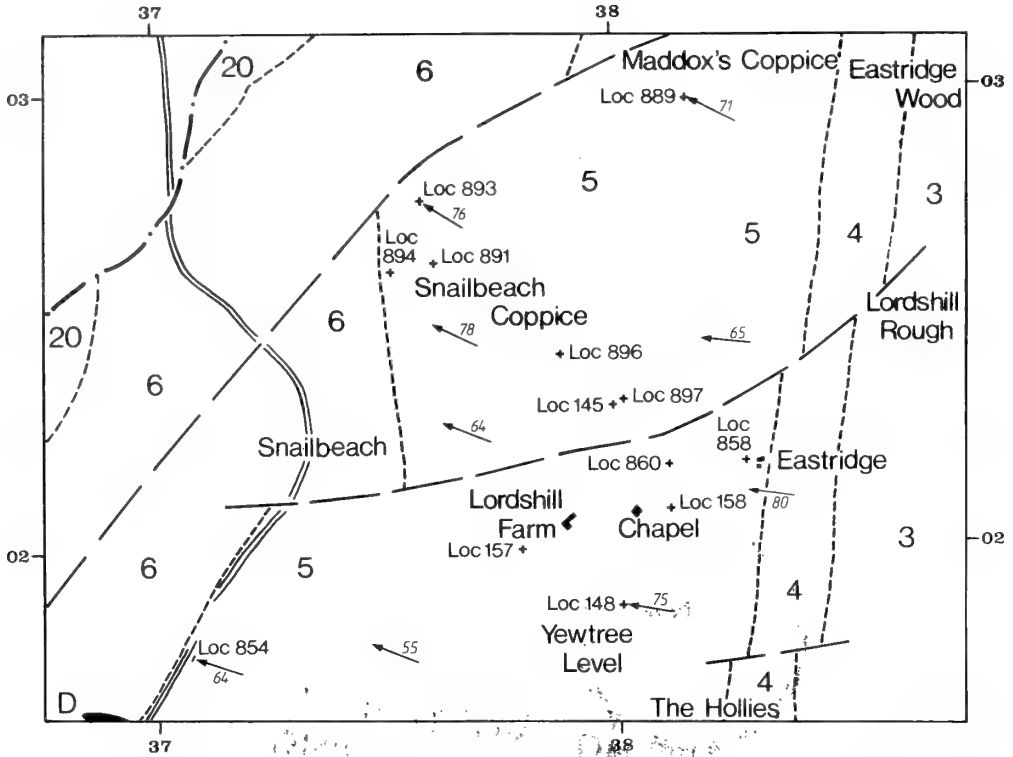 37
38
20
6
Maddox's Coppice
Eastridge
Wood
03
03
Loc 889
71
5
3
Loc 893
76
Loc
894
Loc 891
5
4
Snailbeach
Coppice
Lordshill
Rough
6
78
65
20
Loc 896
6
Loc 897
Loc 145
64
Loc
858
Snailbeach
Loc 860
Eastridge
Lordshill
Farm
Loc 158
80
Chapel
02
Loc 157
3
02
6
5
4
Loc 148
75
Yewtree
Level
Loc 854
55
64
4
D
The Hollies
37
38